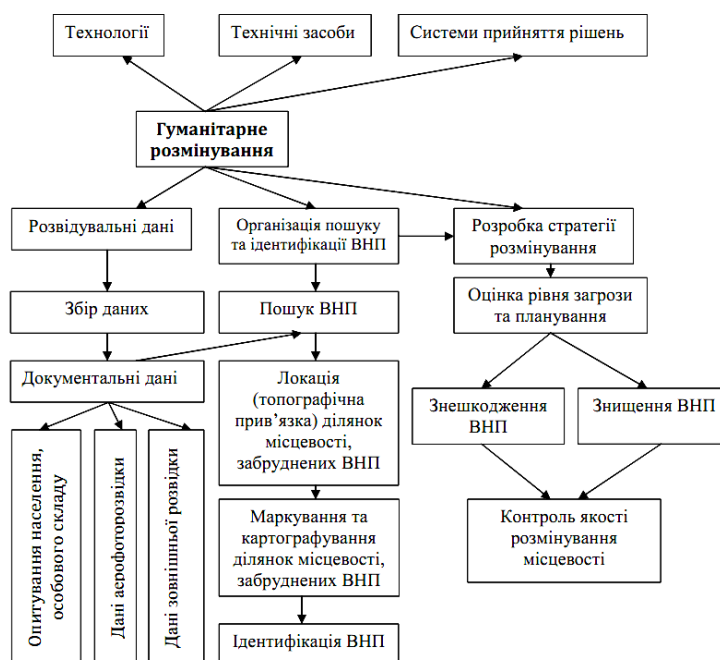 Технології
Технічні засоби
Системи прийняття рішень
Гуманітарне
розмінування
Розвідувальні дані
Організація пошуку
та ідентифікації ВНП
Розробка стратегії
розмінування
Збір даних
Пошук ВНП
Оцінка рівня загрози
та планування
Документальні дані
Локація
(топографічна
прив’язка) ділянок
місцевості,
забруднених ВНП
Знешкодження
ВНП
Знищення ВНП
Опитування населення,
особового складу
Дані аерофоторозвідки
Дані зовнішньої розвідки
Маркування та
картографування
ділянок місцевості,
забруднених ВНП
Контроль якості
розмінування
місцевості
Ідентифікація ВНП